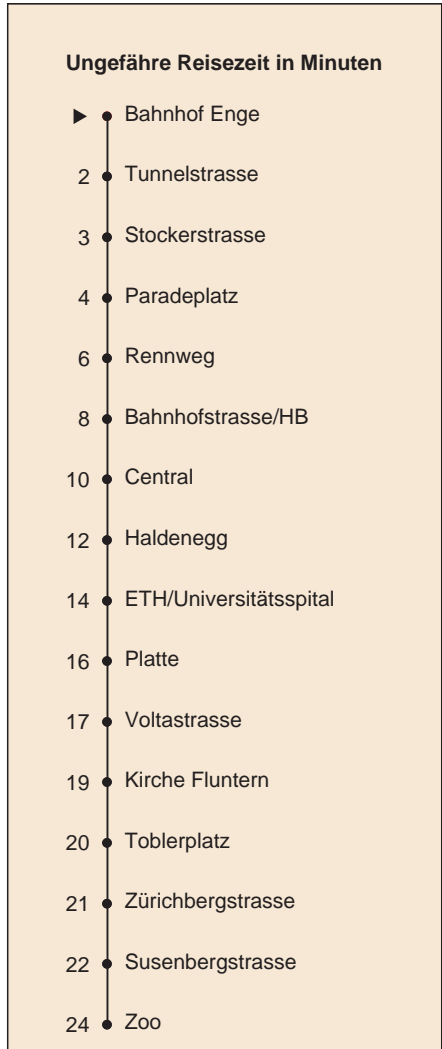 Ungefähre Reisezeit in Minuten
Bahnhof Enge
2 Tunnelstrasse
3 Stockerstrasse
4 Paradeplatz
6 Rennweg
8 Bahnhofstrasse/HB
10 Central
12 Haldenegg
14 ETH/Universitätsspital
16 Platte
17 Voltastrasse
19 Kirche Fluntern
20 Toblerplatz
21 Zürichbergstrasse
22 Susenbergstrasse
24 Zoo